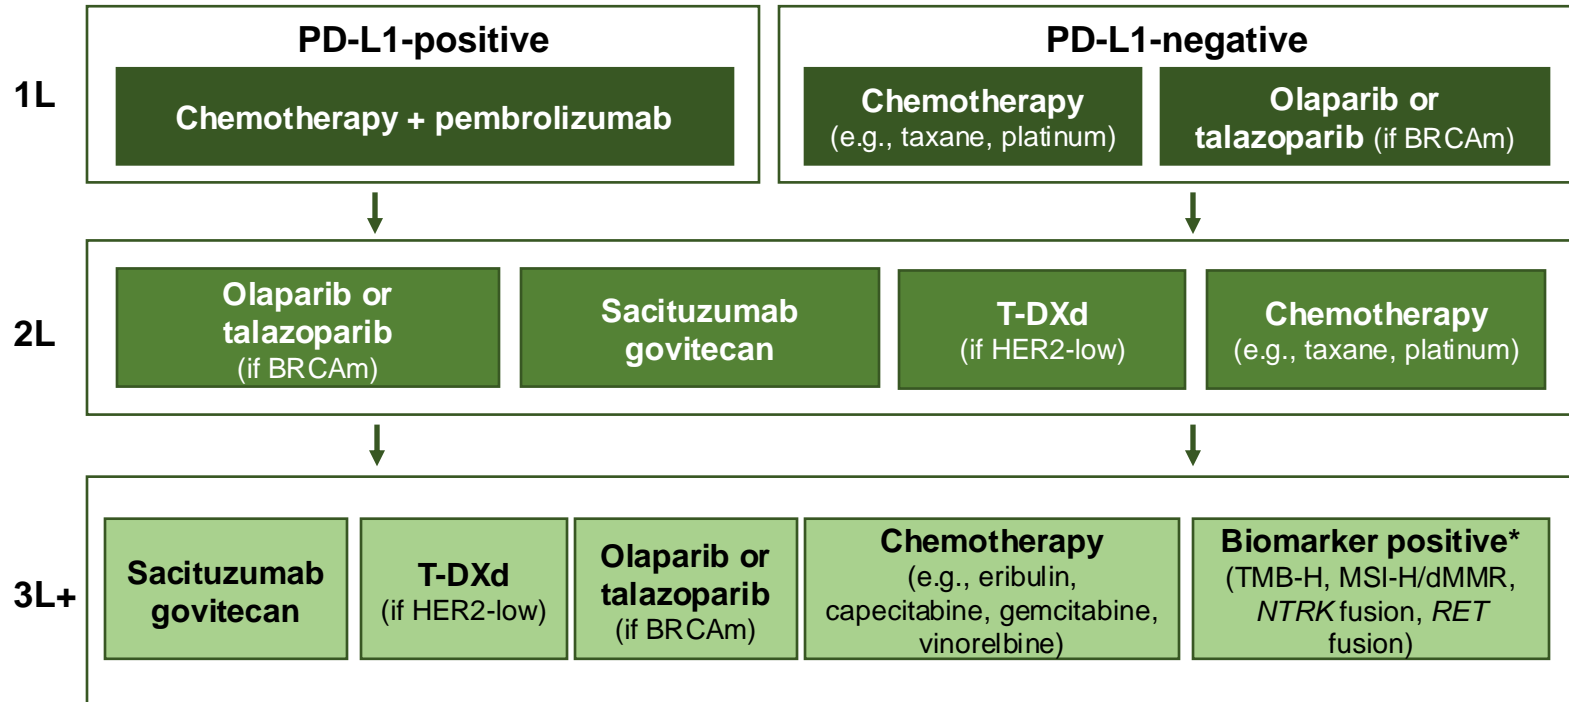 PD-L1-positive
PD-L1-negative
1L
Chemotherapy + pembrolizumab
Chemotherapy
(e.g., taxane, platinum)
Olaparib or
talazoparib (if BRCAm)
2L
Olaparib or
talazoparib
(if BRCAm)
Sacituzumab
govitecan
T-DXd
(if HER2-low)
Chemotherapy
(e.g., taxane, platinum)
3L+
Sacituzumab
govitecan
T-DXd
(if HER2-low)
Olaparib or
talazoparib
(if BRCAm)
Chemotherapy
(e.g., eribulin,
capecitabine, gemcitabine,
vinorelbine)
Biomarker positive*
(TMB-H, MSI-H/dMMR,
NTRK fusion, RET
fusion)